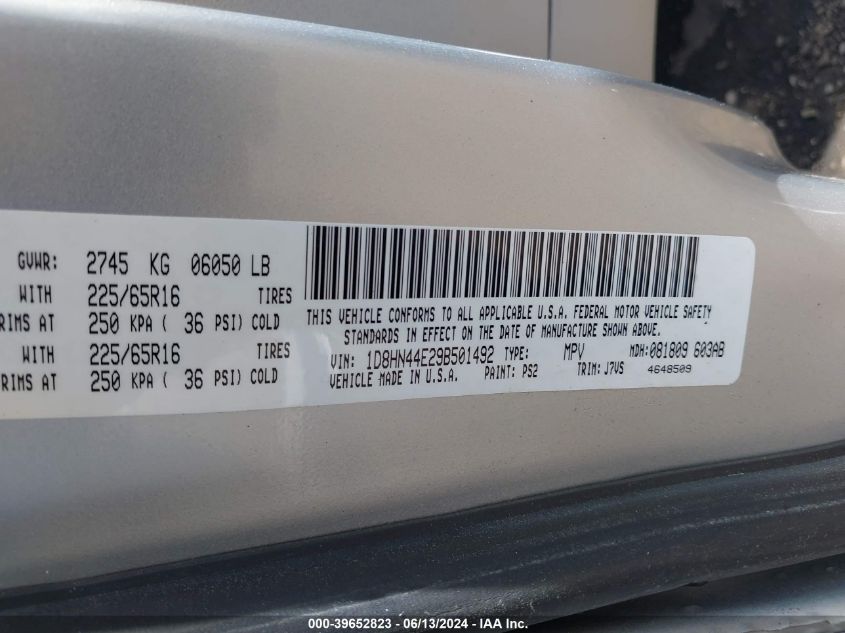 GVWR: 2745 KG 06050 LB
WITH 225/65R16 TIRES
RIMS AT 250 KPA ( 36 PSI) COLD
WITH 225/65R16 TIRES
RIMS AT 250 KPA ( 36 PSI) COLD
THIS VEHICLE CONFORMS TO ALL APPLICABLE U.S.A. FEDERAL MOTOR VEHICLE SAFETY
STANDARDS IN EFFECT ON THE DATE OF MANUFACTURE SHOWN ABOVE.
VIN: 1D8HN44E29B501492 TYPE: MPV MDH:081809 603AB
VEHICLE MADE IN U.S.A. PAINT: PS2 TRIM: J7VS 4648509
000-39652823 - 06/13/2024 - IAA Inc.